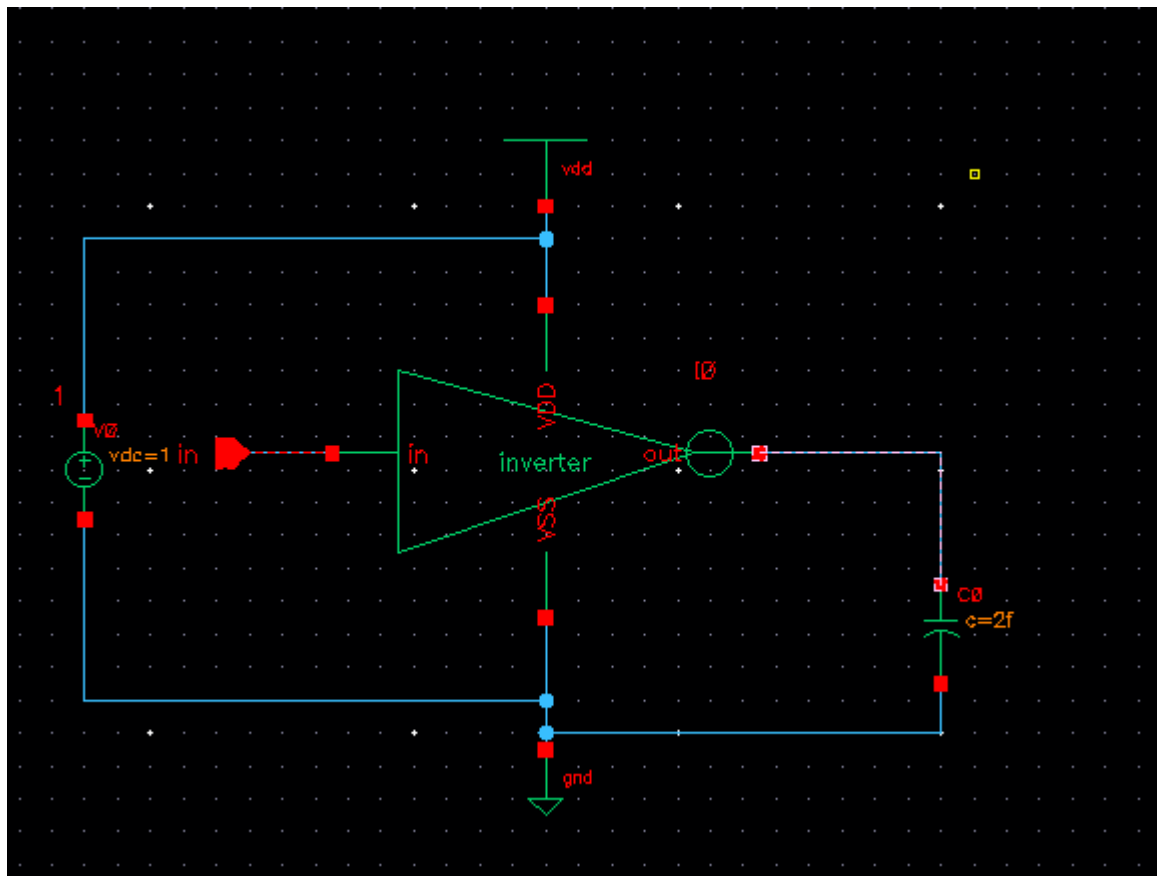 vdd
I0
1
VDD
V0
vdc=1
in
in
inverter
out
VSS
C0
c=2f
gnd